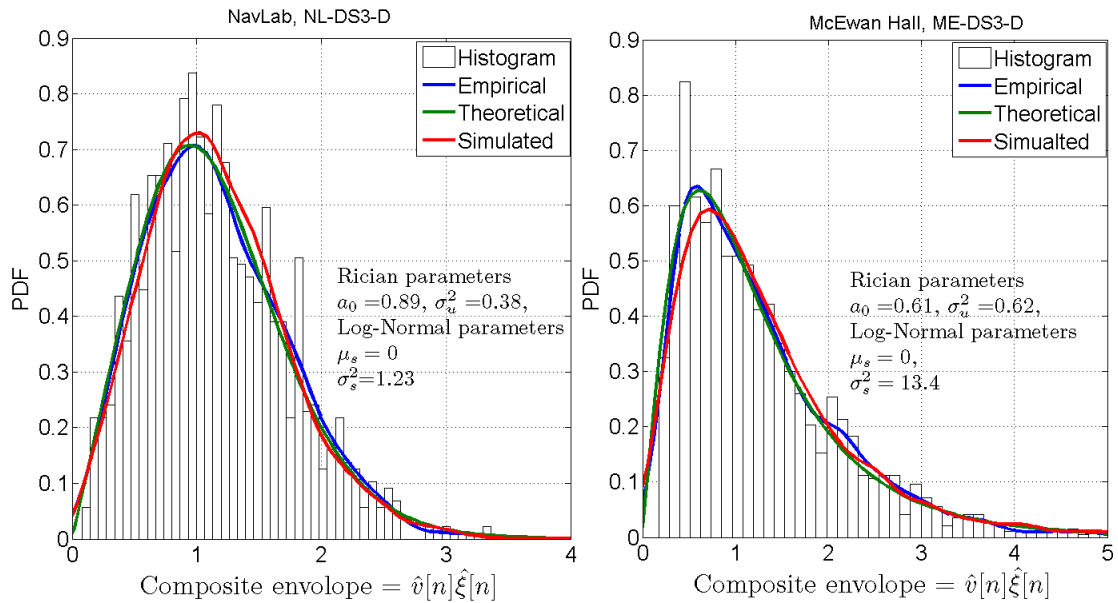 NavLab, NL-DS3-D
0.9
0.8
0.7
0.6
0.5
0.4
0.3
0.2
0.1
0
PDF
Histogram
Empirical
Theoretical
Simulated
Rician parameters
a₀ =0.89, σᵤ² =0.38,
Log-Normal parameters
μₛ = 0
σₛ²=1.23
0 1 2 3 4
Composite envolope = v̂[n]ξ̂[n]
McEwan Hall, ME-DS3-D
0.9
0.8
0.7
0.6
0.5
0.4
0.3
0.2
0.1
0
PDF
Histogram
Empirical
Theoretical
Simualted
Rician parameters
a₀ =0.61, σᵤ² =0.62,
Log-Normal parameters
μₛ = 0,
σₛ² = 13.4
0 1 2 3 4 5
Composite envelope = v̂[n]ξ̂[n]